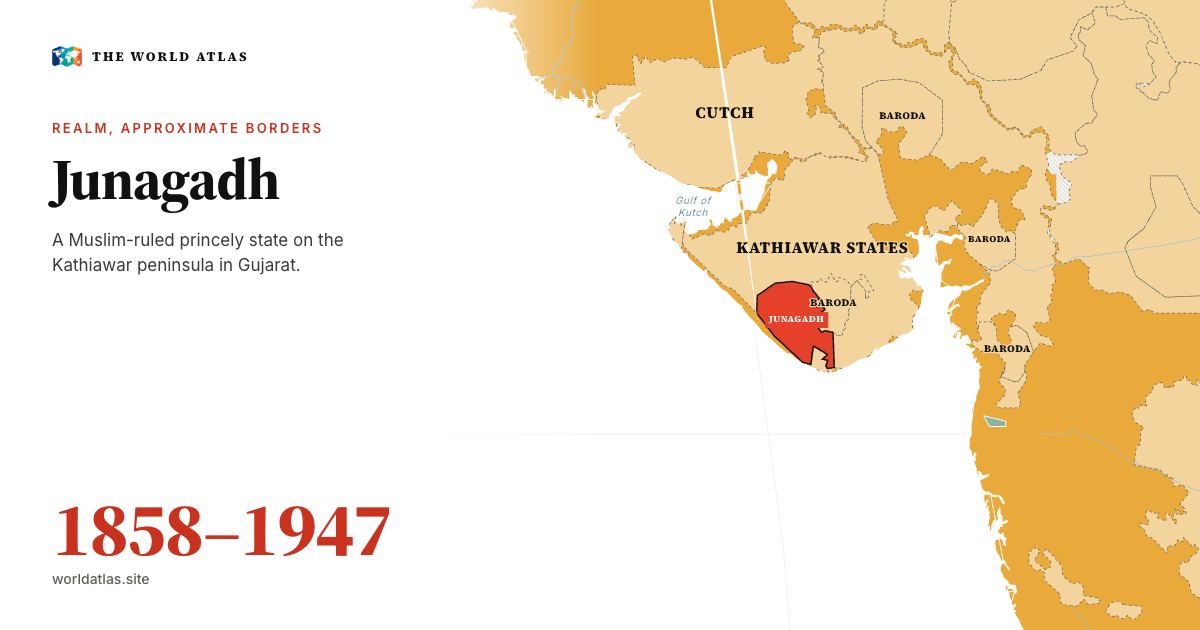 THE WORLD ATLAS
REALM, APPROXIMATE BORDERS
Junagadh
A Muslim-ruled princely state on the
Kathiawar peninsula in Gujarat.
1858–1947
worldatlas.site
CUTCH
BARODA
Gulf of
Kutch
KATHIAWAR STATES
BARODA
BARODA
JUNAGADH
BARODA